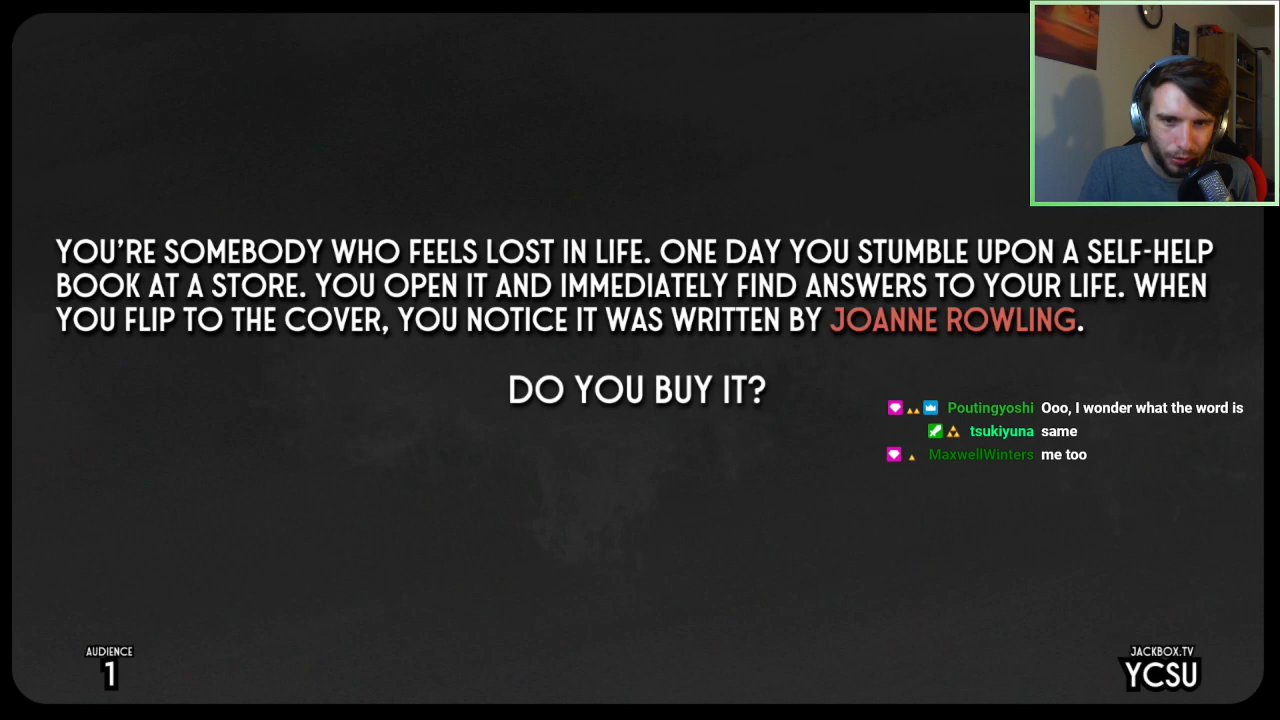 YOU'RE SOMEBODY WHO FEELS LOST IN LIFE. ONE DAY YOU STUMBLE UPON A SELF-HELP
BOOK AT A STORE. YOU OPEN IT AND IMMEDIATELY FIND ANSWERS TO YOUR LIFE. WHEN
YOU FLIP TO THE COVER, YOU NOTICE IT WAS WRITTEN BY JOANNE ROWLING.
DO YOU BUY IT?
Poutingyoshi Ooo, I wonder what the word is
tsukiyuna same
MaxwellWinters me too
AUDIENCE
1
JACKBOX.TV
YCSU